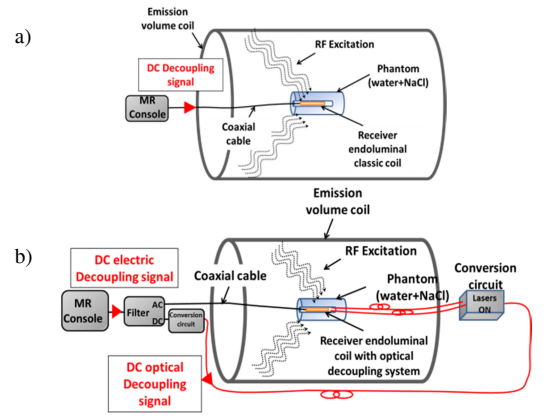 a)
Emission
volume coil
RF Excitation
DC Decoupling
signal
Phantom
(water+NaCl)
MR
Console
Coaxial
cable
Receiver
endoluminal
classic coil
Emission
volume coil
b)
DC electric
Decoupling signal
Coaxial cable
RF Excitation
Phantom
(water+NaCl)
Conversion
circuit
MR
Console
Filter
AC
DC
Conversion
circuit
Lasers
ON
Receiver endoluminal
coil with optical
decoupling system
DC optical
Decoupling
signal